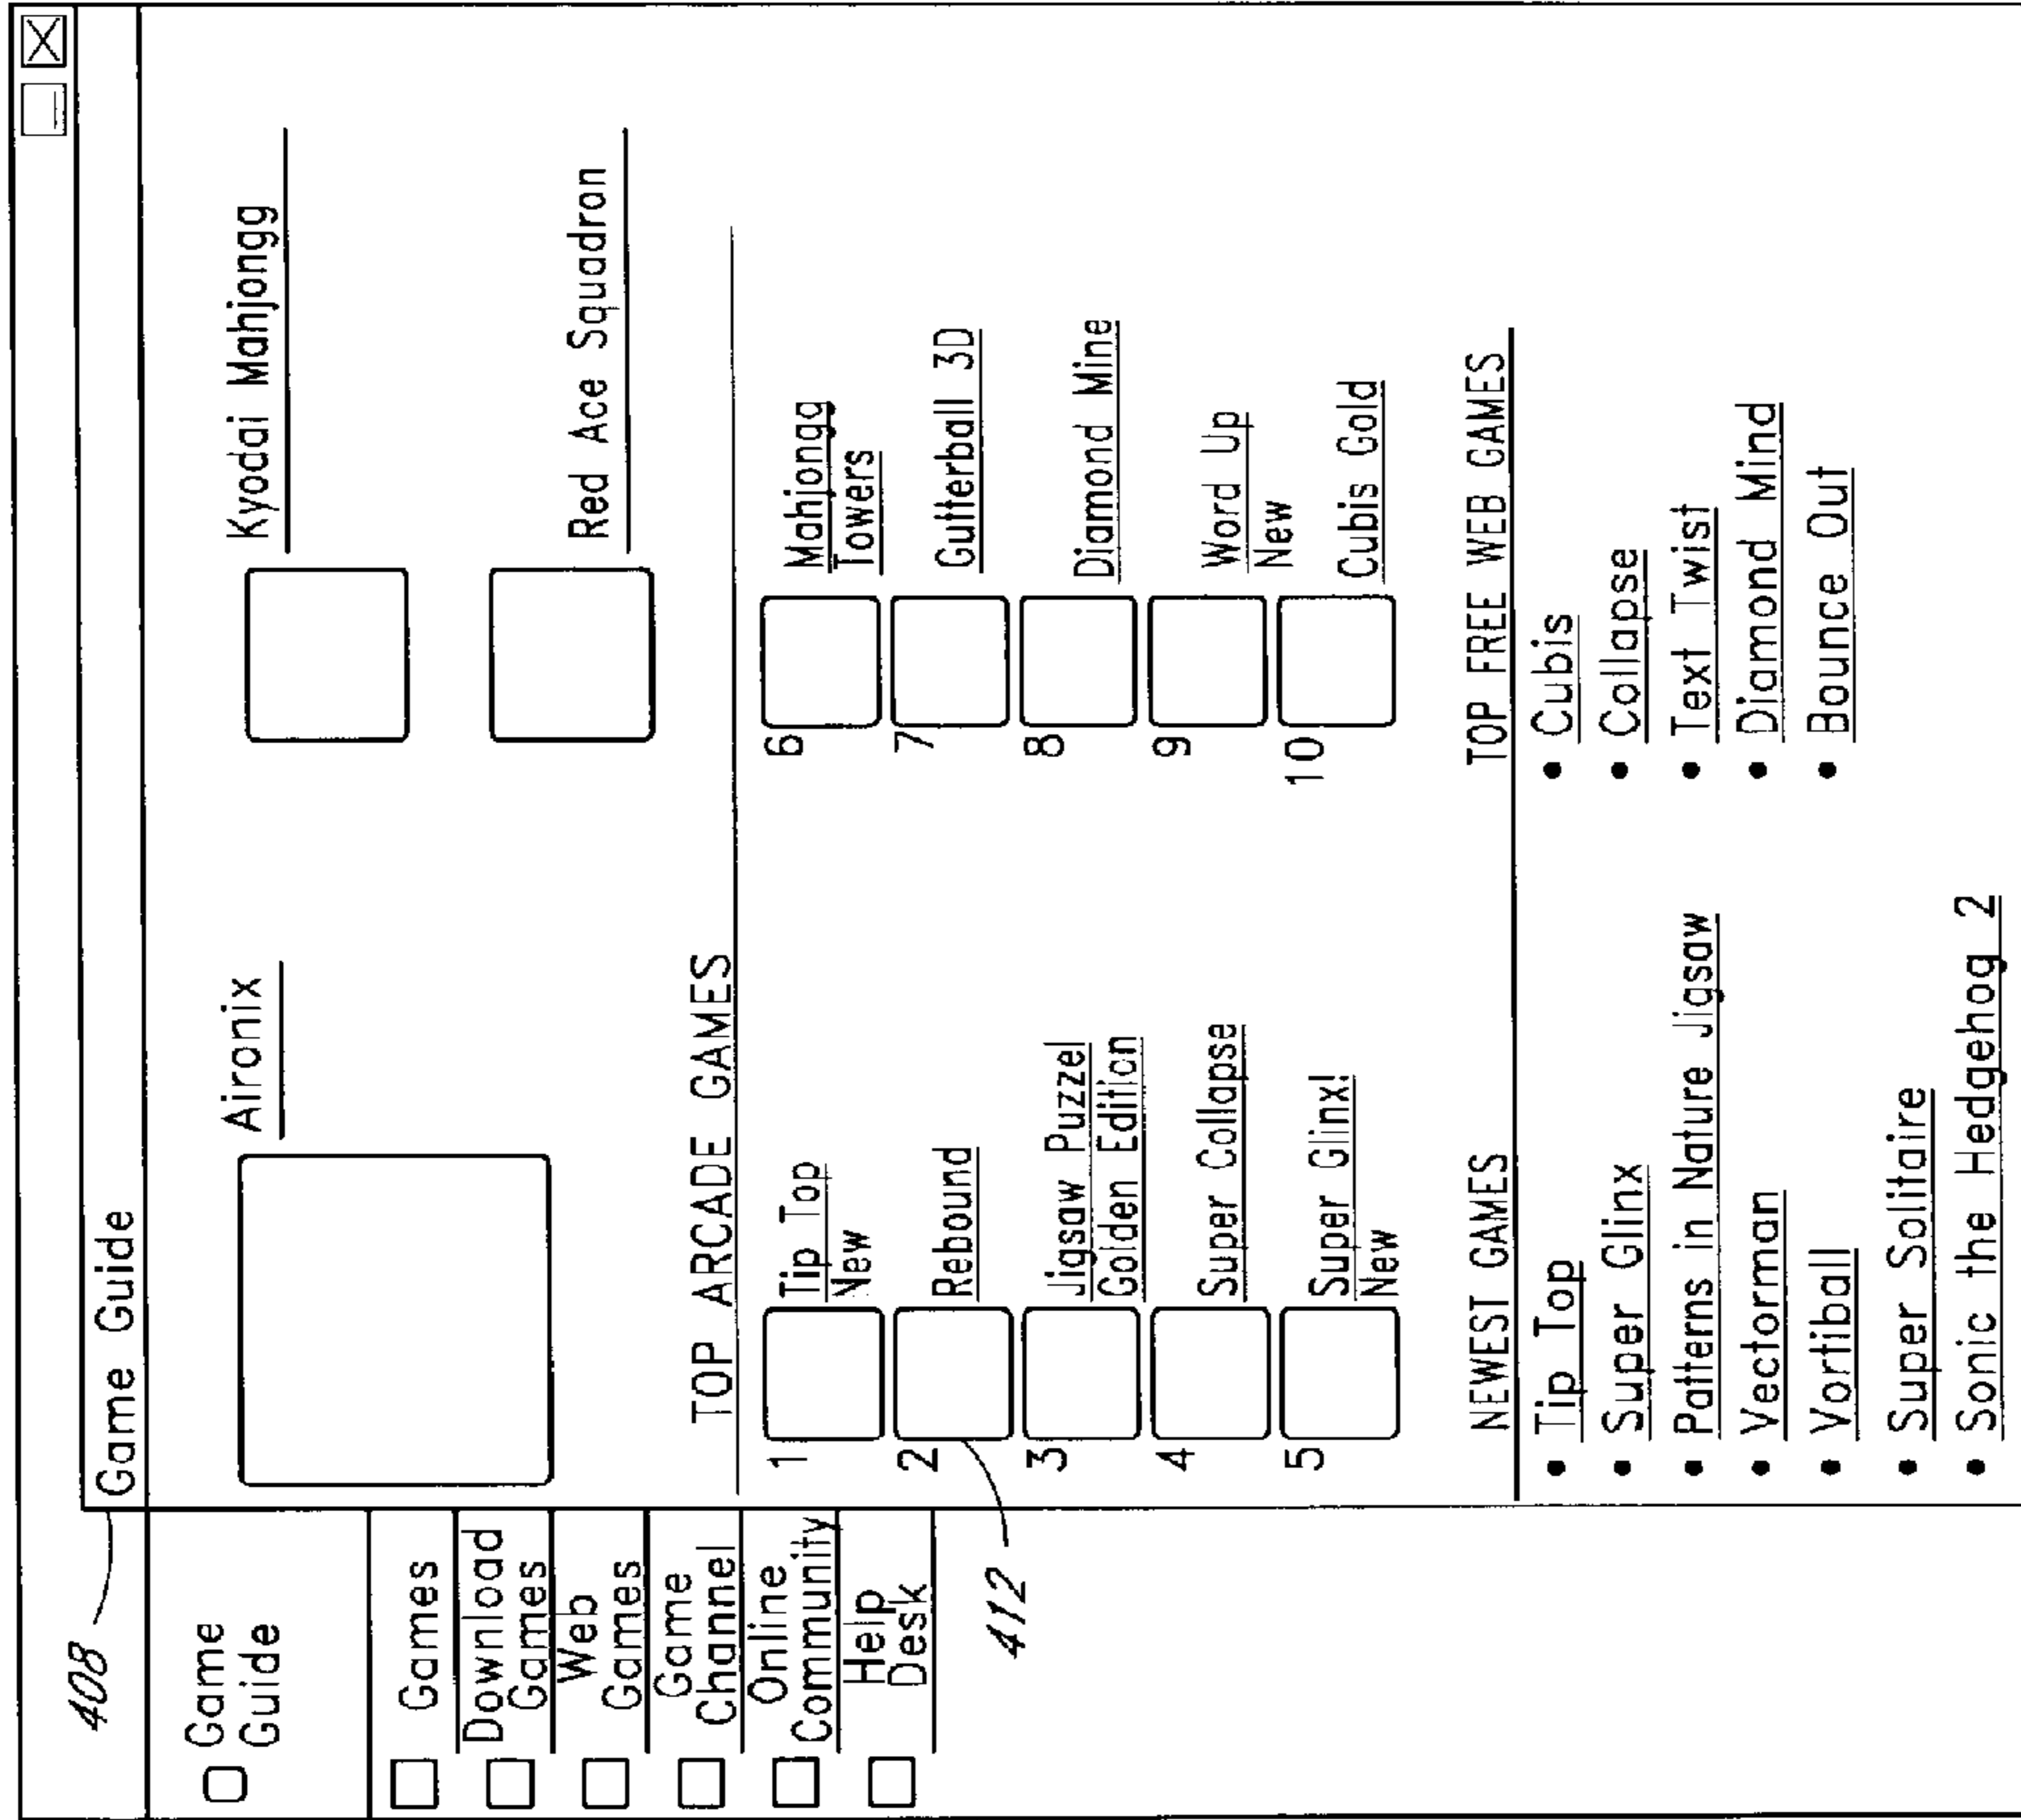 408
Game Guide
Game
Guide
Games
Download
Games
Web
Games
Game
Channel
Online
Community
Help
Desk
412
Aironix
Kyodai Mahjongg
Red Ace Squadron
TOP ARCADE GAMES
1
Tip Top
New
2
Rebound
3
Jigsaw Puzzel
Golden Edition
4
Super Collapse
5
Super Glinx!
New
6
Mahjongg
Towers
7
Gutterball 3D
8
Diamond Mine
9
Word Up
New
10
Cubis Gold
NEWEST GAMES
• Tip Top
• Super Glinx
• Patterns in Nature Jigsaw
• Vectorman
• Vortiball
• Super Solitaire
• Sonic the Hedgehog 2
TOP FREE WEB GAMES
• Cubis
• Collapse
• Text Twist
• Diamond Mind
• Bounce Out